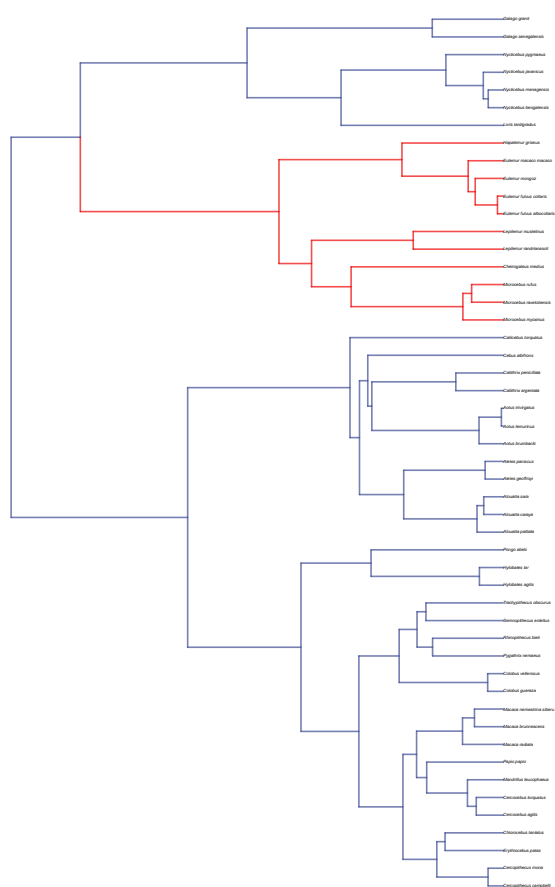 Galago granti
Galago senegalensis
Nycticebus pygmaeus
Nycticebus javanicus
Nycticebus menagensis
Nycticebus bengalensis
Loris tardigradus
Hapalemur griseus
Eulemur macaco macaco
Eulemur mongoz
Eulemur fulvus collaris
Eulemur fulvus albocollaris
Lepilemur mustelinus
Lepilemur randrianasoli
Cheirogaleus medius
Microcebus rufus
Microcebus ravelobensis
Microcebus myoxinus
Callicebus torquatus
Cebus albifrons
Callithrix penicillata
Callithrix argentata
Aotus trivirgatus
Aotus lemurinus
Aotus brumbacki
Ateles paniscus
Ateles geoffroyi
Alouatta sara
Alouatta caraya
Alouatta palliata
Pongo abelii
Hylobates lar
Hylobates agilis
Trachypithecus obscurus
Semnopithecus entellus
Rhinopithecus bieti
Pygathrix nemaeus
Colobus vellerosus
Colobus guereza
Macaca nemestrina siberu
Macaca brunnescens
Macaca radiata
Papio papio
Mandrillus leucophaeus
Cercocebus torquatus
Cercocebus agilis
Chlorocebus tantalus
Erythrocebus patas
Cercopithecus mona
Cercopithecus campbelli